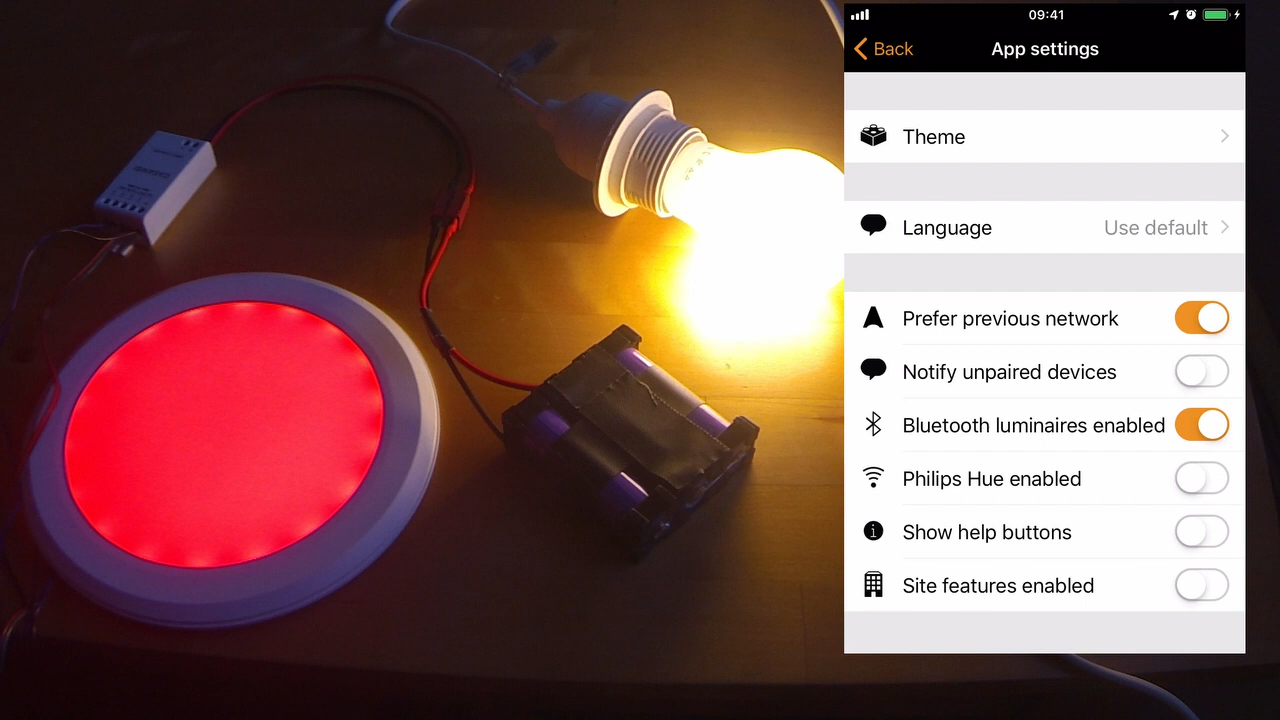 09:41
Back
App settings
Theme
Language
Use default
Prefer previous network
Notify unpaired devices
Bluetooth luminaires enabled
Philips Hue enabled
Show help buttons
Site features enabled